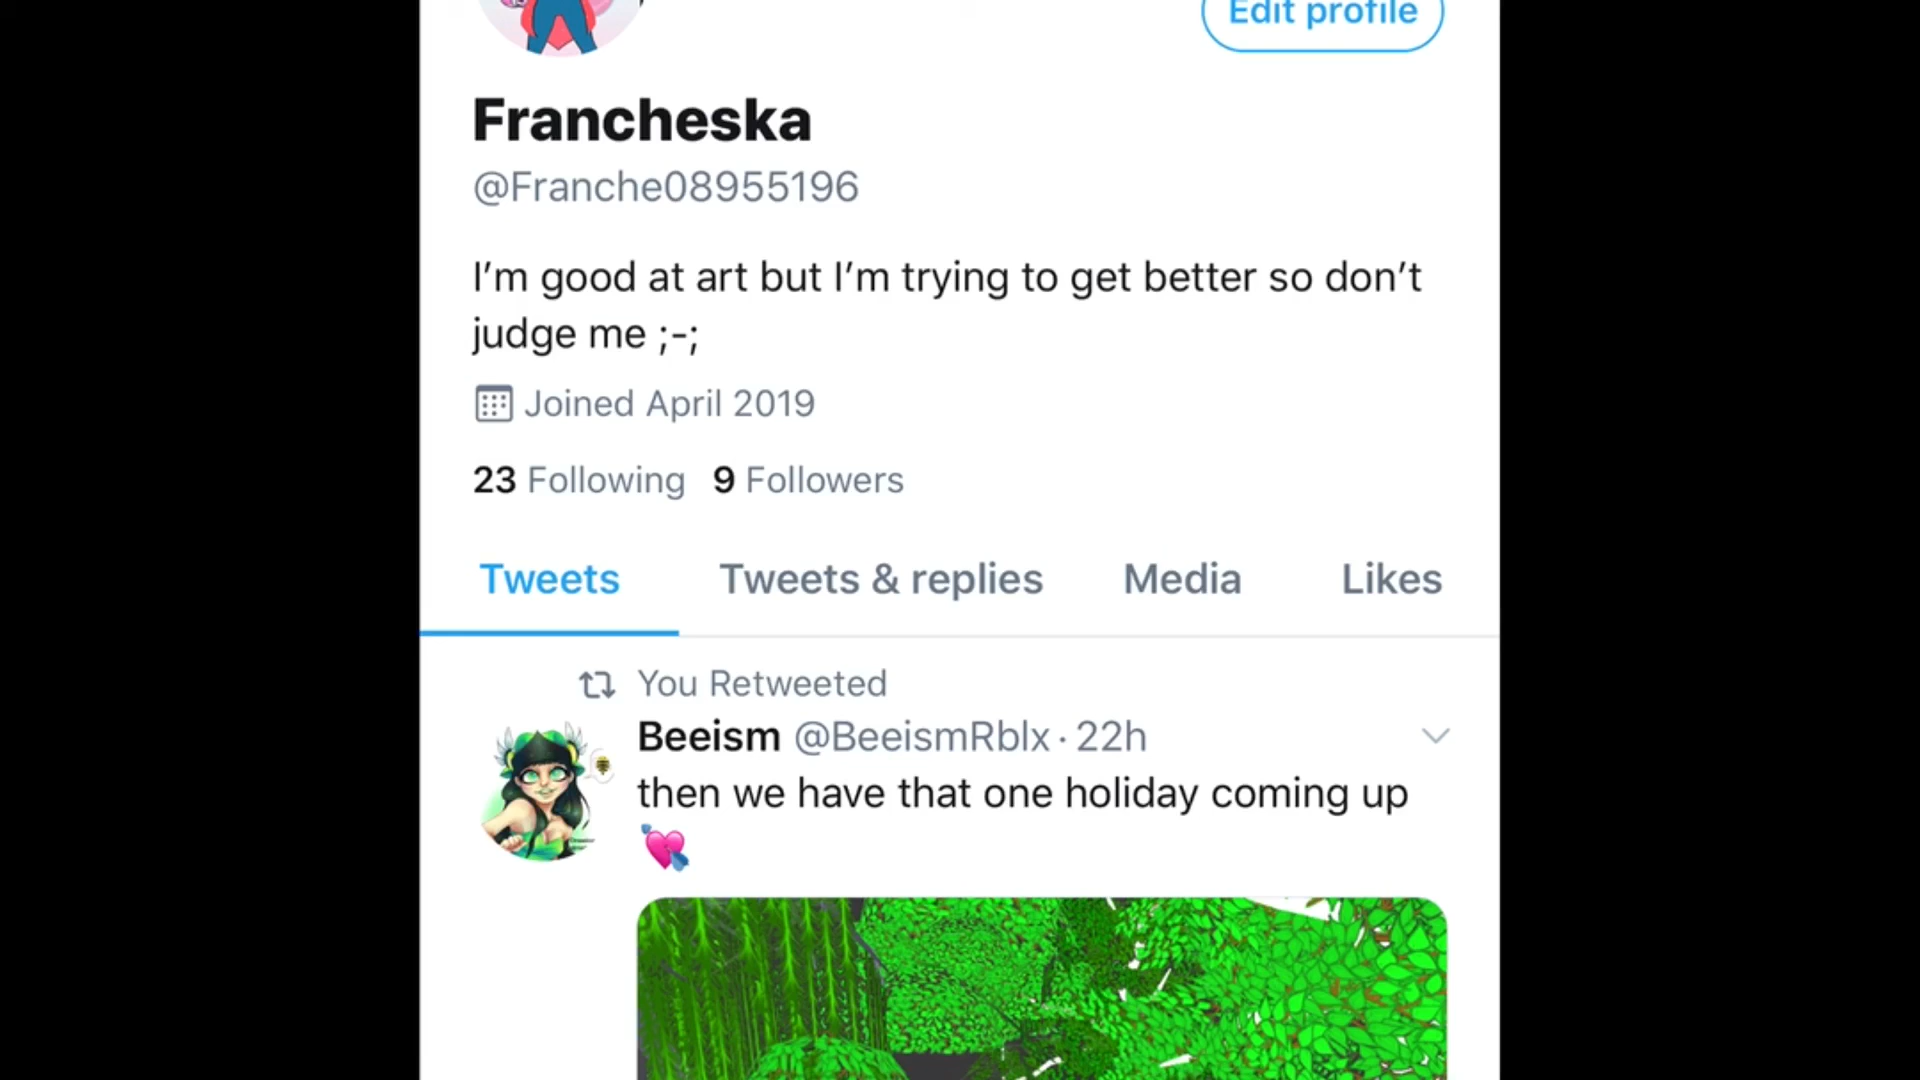 Edit profile
Francheska
@Franche08955196
I’m good at art but I’m trying to get better so don’t
judge me ;-;
Joined April 2019
23 Following 9 Followers
Tweets Tweets & replies Media Likes
You Retweeted
Beeism @BeeismRblx · 22h
then we have that one holiday coming up
💘